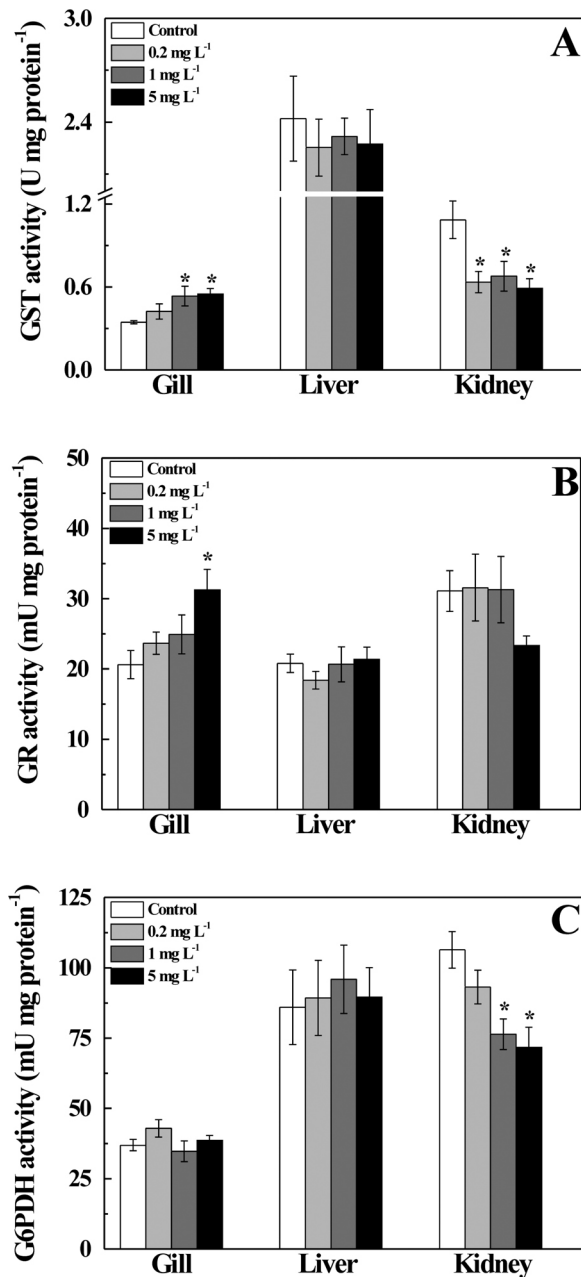 A
Control
0.2 mg L⁻¹
1 mg L⁻¹
5 mg L⁻¹
GST activity (U mg protein⁻¹)
3.0
2.4
1.2
0.6
0.0
* *
* * *
Gill Liver Kidney
B
Control
0.2 mg L⁻¹
1 mg L⁻¹
5 mg L⁻¹
GR activity (mU mg protein⁻¹)
50
40
30
20
10
0
*
Gill Liver Kidney
C
Control
0.2 mg L⁻¹
1 mg L⁻¹
5 mg L⁻¹
G6PDH activity (mU mg protein⁻¹)
125
100
75
50
25
0
* *
Gill Liver Kidney